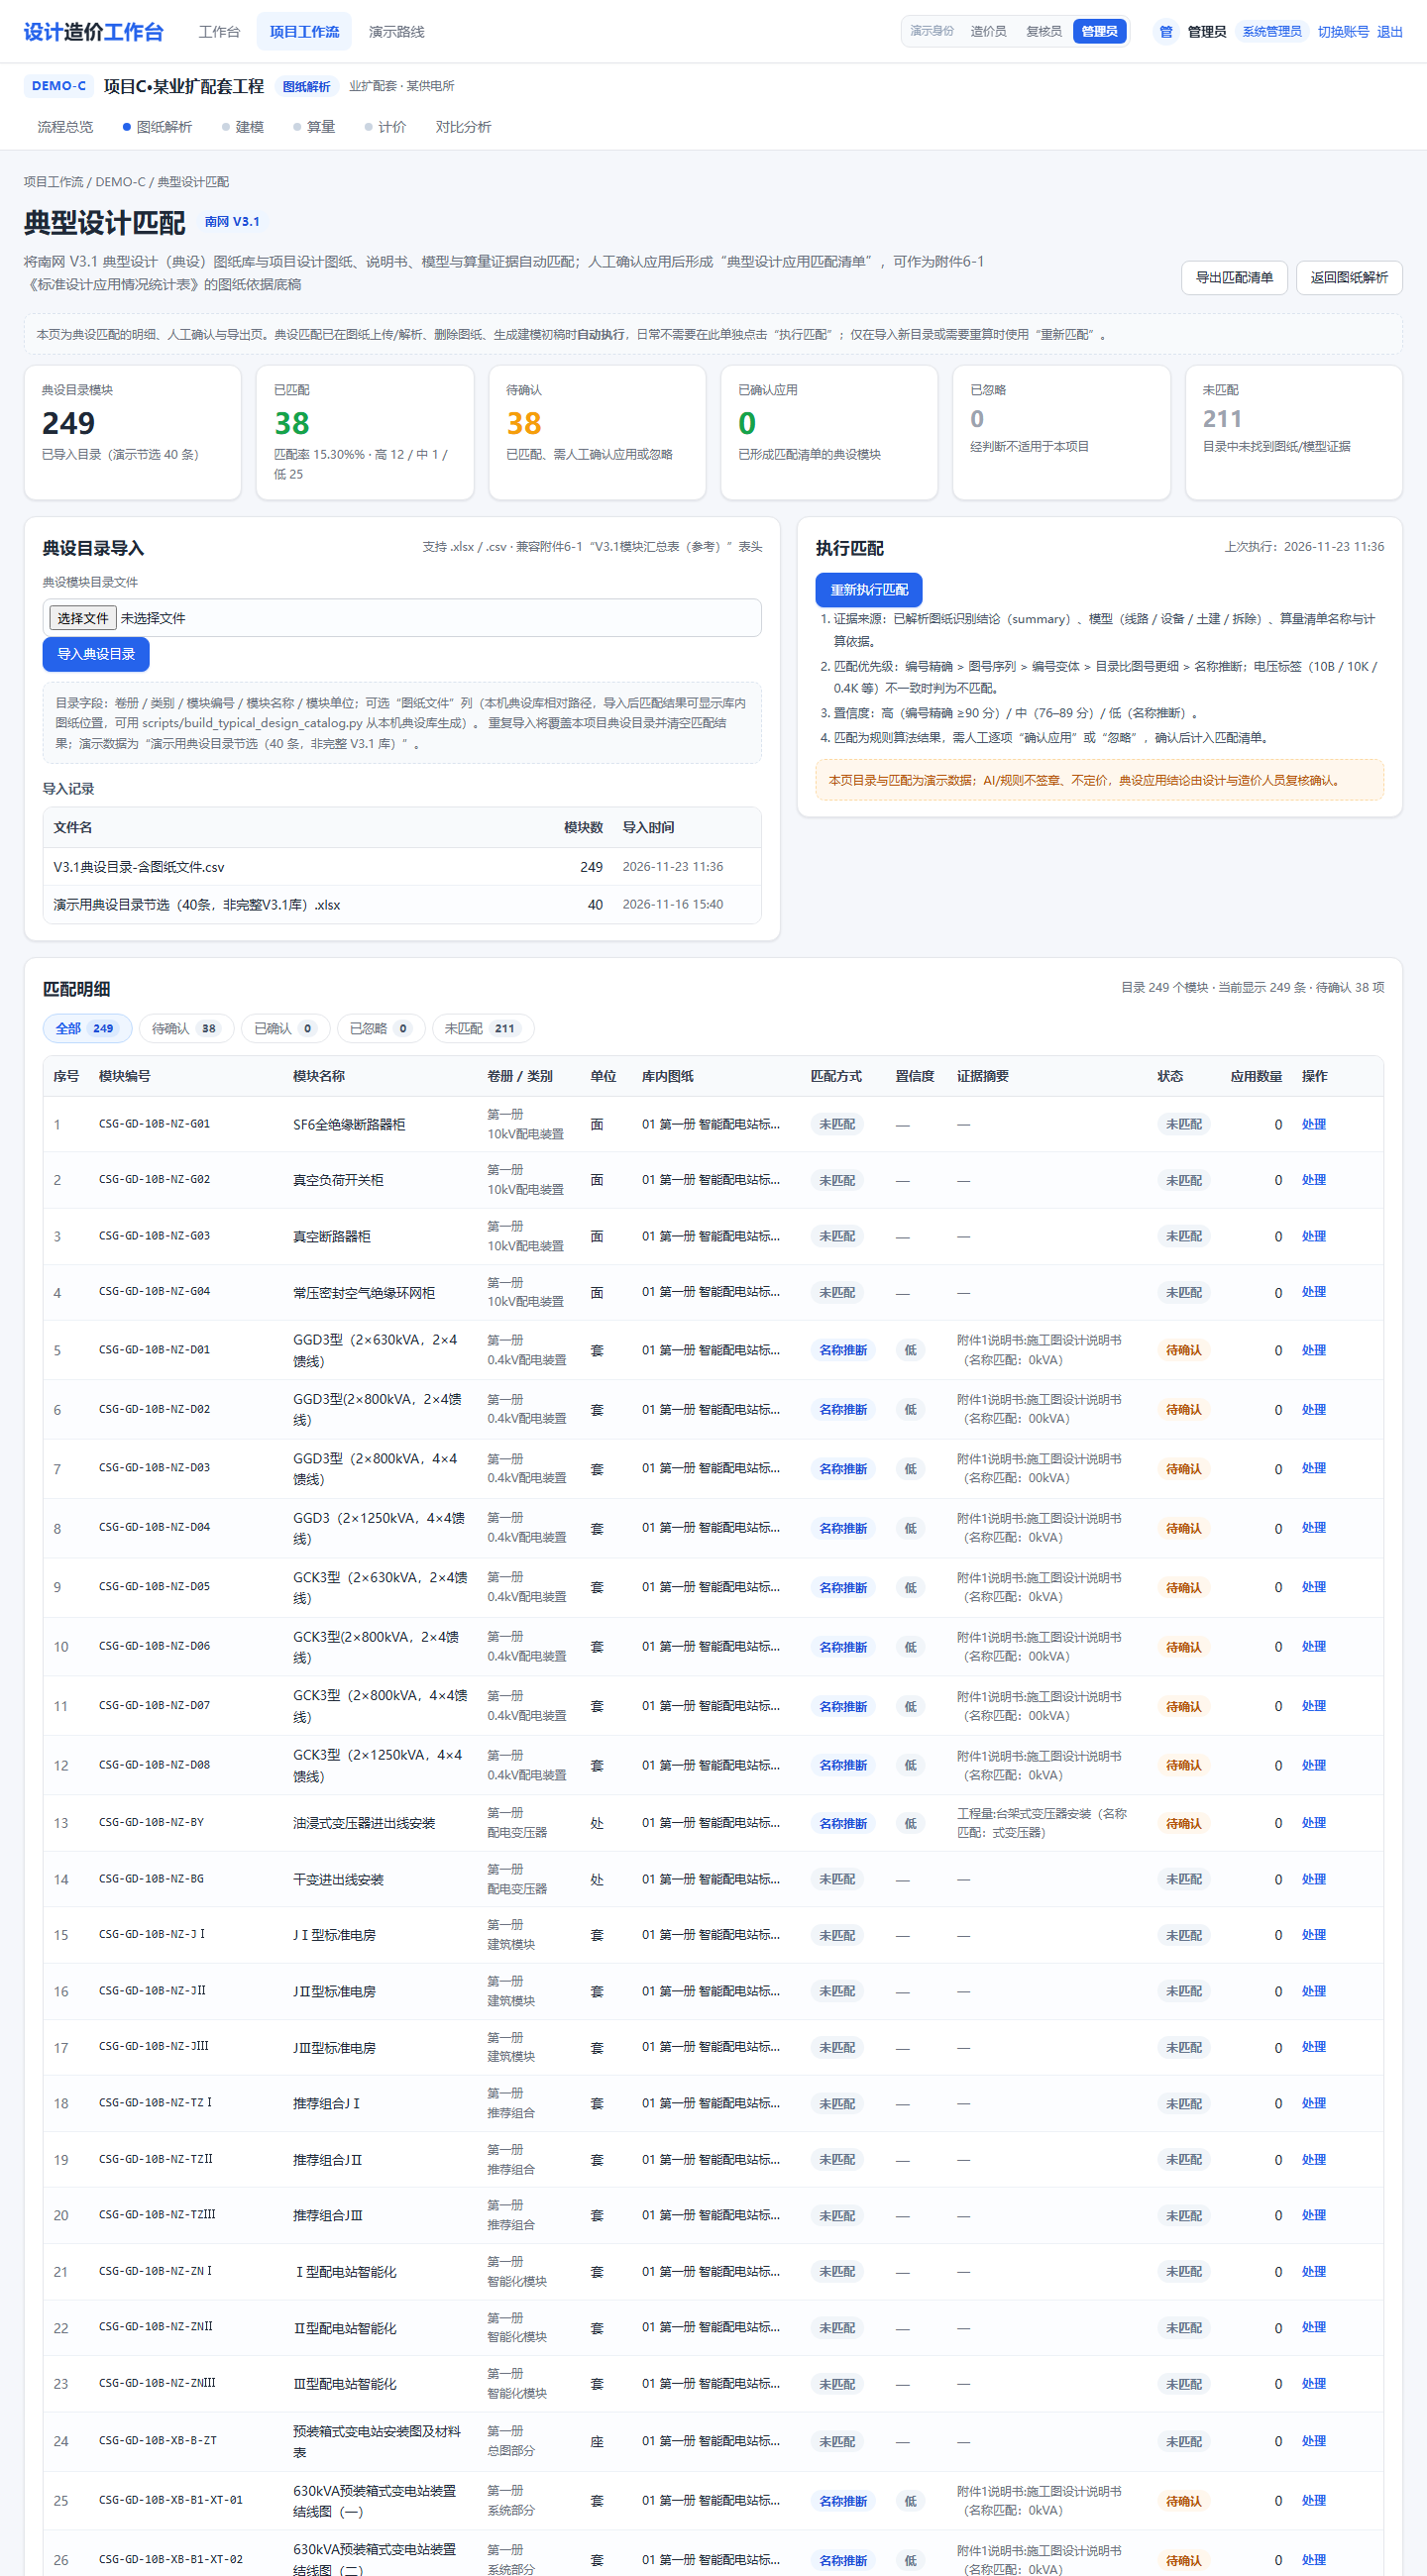 设计造价工作台 工作台 项目工作流 演示路线 演示身份 造价员 复核员 管理员 管 管理员 系统管理员 切换账号 退出
DEMO-C 项目C·某业扩配套工程 图纸解析 业扩配套 · 某供电所
流程总览 图纸解析 建模 算量 计价 对比分析
项目工作流 / DEMO-C / 典型设计匹配
典型设计匹配 南网 V3.1
将南网 V3.1 典型设计（典设）图纸库与项目设计图纸、说明书、模型与算量证据自动匹配；人工确认应用后形成“典型设计应用匹配清单”，可作为附件6-1
《标准设计应用情况统计表》的图纸依据底稿
导出匹配清单 返回图纸解析
本页为典设匹配的明细、人工确认与导出页。典设匹配已在图纸上传/解析、删除图纸、生成建模初稿时自动执行，日常不需要在此单独点击“执行匹配”；仅在导入新目录或需要重算时使用“重新匹配”。
典设目录模块 已匹配 待确认 已确认应用 已忽略 未匹配
249 38 38 0 0 211
已导入目录（演示节选 40 条） 匹配率 15.30%% · 高 12 / 中 1 / 已匹配、需人工确认应用或忽略 已形成匹配清单的典设模块 经判断不适用于本项目 目录中未找到图纸/模型证据
低 25
典设目录导入 支持 .xlsx / .csv · 兼容附件6-1“V3.1模块汇总表（参考）”表头
典设模块目录文件
选择文件 未选择文件
导入典设目录
目录字段：卷册 / 类别 / 模块编号 / 模块名称 / 模块单位；可选“图纸文件”列（本机典设库相对路径，导入后匹配结果可显示库内
图纸位置，可用 scripts/build_typical_design_catalog.py 从本机典设库生成）。重复导入将覆盖本项目典设目录并清空匹配结
果；演示数据为“演示用典设目录节选（40 条，非完整 V3.1 库）”。
导入记录
文件名 模块数 导入时间
V3.1典设目录-含图纸文件.csv 249 2026-11-23 11:36
演示用典设目录节选（40条，非完整V3.1库）.xlsx 40 2026-11-16 15:40
执行匹配 上次执行：2026-11-23 11:36
重新执行匹配
1. 证据来源：已解析图纸识别结论（summary）、模型（线路 / 设备 / 土建 / 拆除）、算量清单名称与计
算依据。
2. 匹配优先级：编号精确 > 图号序列 > 编号变体 > 目录比图号更细 > 名称推断；电压标签（10B / 10K /
0.4K 等）不一致时判为不匹配。
3. 置信度：高（编号精确 ≥90 分）/ 中（76–89 分）/ 低（名称推断）。
4. 匹配为规则算法结果，需人工逐项“确认应用”或“忽略”，确认后计入匹配清单。
本页目录与匹配为演示数据；AI/规则不签章、不定价，典设应用结论由设计与造价人员复核确认。
匹配明细 目录 249 个模块 · 当前显示 249 条 · 待确认 38 项
全部 249 待确认 38 已确认 0 已忽略 0 未匹配 211
序号 模块编号 模块名称 卷册 / 类别 单位 库内图纸 匹配方式 置信度 证据摘要 状态 应用数量 操作
1 CSG-GD-10B-NZ-G01 SF6全绝缘断路器柜 第一册 10kV配电装置 面 01 第一册 智能配电站标... 未匹配 — — 未匹配 0 处理
2 CSG-GD-10B-NZ-G02 真空负荷开关柜 第一册 10kV配电装置 面 01 第一册 智能配电站标... 未匹配 — — 未匹配 0 处理
3 CSG-GD-10B-NZ-G03 真空断路器柜 第一册 10kV配电装置 面 01 第一册 智能配电站标... 未匹配 — — 未匹配 0 处理
4 CSG-GD-10B-NZ-G04 常压密封空气绝缘环网柜 第一册 10kV配电装置 面 01 第一册 智能配电站标... 未匹配 — — 未匹配 0 处理
5 CSG-GD-10B-NZ-D01 GGD3型（2×630kVA，2×4馈线） 第一册 0.4kV配电装置 套 01 第一册 智能配电站标... 名称推断 低 附件1说明书:施工图设计说明书（名称匹配：0kVA） 待确认 0 处理
6 CSG-GD-10B-NZ-D02 GGD3型(2×800kVA，2×4馈线） 第一册 0.4kV配电装置 套 01 第一册 智能配电站标... 名称推断 低 附件1说明书:施工图设计说明书（名称匹配：00kVA） 待确认 0 处理
7 CSG-GD-10B-NZ-D03 GGD3型（2×800kVA，4×4馈线） 第一册 0.4kV配电装置 套 01 第一册 智能配电站标... 名称推断 低 附件1说明书:施工图设计说明书（名称匹配：00kVA） 待确认 0 处理
8 CSG-GD-10B-NZ-D04 GGD3（2×1250kVA，4×4馈线） 第一册 0.4kV配电装置 套 01 第一册 智能配电站标... 名称推断 低 附件1说明书:施工图设计说明书（名称匹配：0kVA） 待确认 0 处理
9 CSG-GD-10B-NZ-D05 GCK3型（2×630kVA，2×4馈线） 第一册 0.4kV配电装置 套 01 第一册 智能配电站标... 名称推断 低 附件1说明书:施工图设计说明书（名称匹配：0kVA） 待确认 0 处理
10 CSG-GD-10B-NZ-D06 GCK3型(2×800kVA，2×4馈线） 第一册 0.4kV配电装置 套 01 第一册 智能配电站标... 名称推断 低 附件1说明书:施工图设计说明书（名称匹配：00kVA） 待确认 0 处理
11 CSG-GD-10B-NZ-D07 GCK3型（2×800kVA，4×4馈线） 第一册 0.4kV配电装置 套 01 第一册 智能配电站标... 名称推断 低 附件1说明书:施工图设计说明书（名称匹配：00kVA） 待确认 0 处理
12 CSG-GD-10B-NZ-D08 GCK3型（2×1250kVA，4×4馈线） 第一册 0.4kV配电装置 套 01 第一册 智能配电站标... 名称推断 低 附件1说明书:施工图设计说明书（名称匹配：0kVA） 待确认 0 处理
13 CSG-GD-10B-NZ-BY 油浸式变压器进出线安装 第一册 配电变压器 处 01 第一册 智能配电站标... 名称推断 低 工程量:台架式变压器安装（名称匹配：式变压器） 待确认 0 处理
14 CSG-GD-10B-NZ-BG 干变进出线安装 第一册 配电变压器 处 01 第一册 智能配电站标... 未匹配 — — 未匹配 0 处理
15 CSG-GD-10B-NZ-JⅠ JⅠ型标准电房 第一册 建筑模块 套 01 第一册 智能配电站标... 未匹配 — — 未匹配 0 处理
16 CSG-GD-10B-NZ-JⅡ JⅡ型标准电房 第一册 建筑模块 套 01 第一册 智能配电站标... 未匹配 — — 未匹配 0 处理
17 CSG-GD-10B-NZ-JⅢ JⅢ型标准电房 第一册 建筑模块 套 01 第一册 智能配电站标... 未匹配 — — 未匹配 0 处理
18 CSG-GD-10B-NZ-TZⅠ 推荐组合JⅠ 第一册 推荐组合 套 01 第一册 智能配电站标... 未匹配 — — 未匹配 0 处理
19 CSG-GD-10B-NZ-TZⅡ 推荐组合JⅡ 第一册 推荐组合 套 01 第一册 智能配电站标... 未匹配 — — 未匹配 0 处理
20 CSG-GD-10B-NZ-TZⅢ 推荐组合JⅢ 第一册 推荐组合 套 01 第一册 智能配电站标... 未匹配 — — 未匹配 0 处理
21 CSG-GD-10B-NZ-ZNⅠ Ⅰ型配电站智能化 第一册 智能化模块 套 01 第一册 智能配电站标... 未匹配 — — 未匹配 0 处理
22 CSG-GD-10B-NZ-ZNⅡ Ⅱ型配电站智能化 第一册 智能化模块 套 01 第一册 智能配电站标... 未匹配 — — 未匹配 0 处理
23 CSG-GD-10B-NZ-ZNⅢ Ⅲ型配电站智能化 第一册 智能化模块 套 01 第一册 智能配电站标... 未匹配 — — 未匹配 0 处理
24 CSG-GD-10B-XB-B-ZT 预装箱式变电站安装图及材料表 第一册 总图部分 座 01 第一册 智能配电站标... 未匹配 — — 未匹配 0 处理
25 CSG-GD-10B-XB-B1-XT-01 630kVA预装箱式变电站装置结线图（一） 第一册 系统部分 套 01 第一册 智能配电站标... 名称推断 低 附件1说明书:施工图设计说明书（名称匹配：0kVA） 待确认 0 处理
26 CSG-GD-10B-XB-B1-XT-02 630kVA预装箱式变电站装置结线图（二） 第一册 系统部分 套 01 第一册 智能配电站标... 名称推断 低 附件1说明书:施工图设计说明书（名称匹配：0kVA） 待确认 0 处理